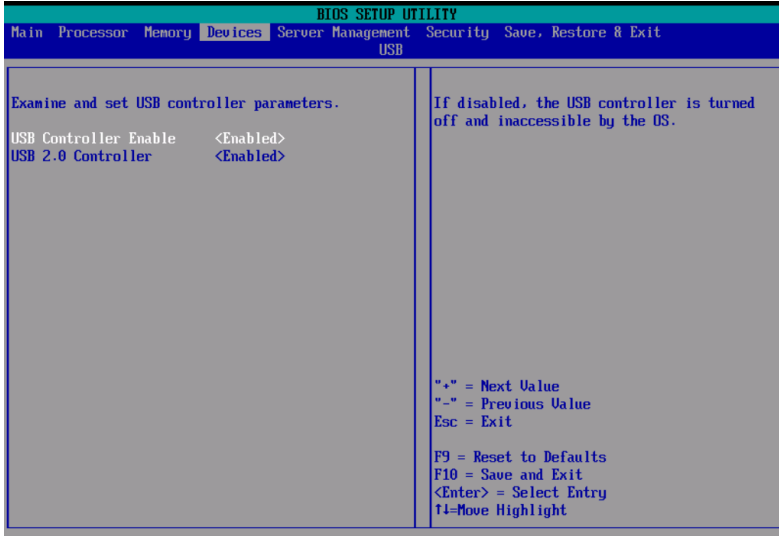 BIOS SETUP UTILITY
Main Processor Memory Devices Server Management Security Save, Restore & Exit
USB
Examine and set USB controller parameters.
USB Controller Enable <Enabled>
USB 2.0 Controller <Enabled>
If disabled, the USB controller is turned
off and inaccessible by the OS.
"+" = Next Value
"-" = Previous Value
Esc = Exit
F9 = Reset to Defaults
F10 = Save and Exit
<Enter> = Select Entry
↑↓=Move Highlight